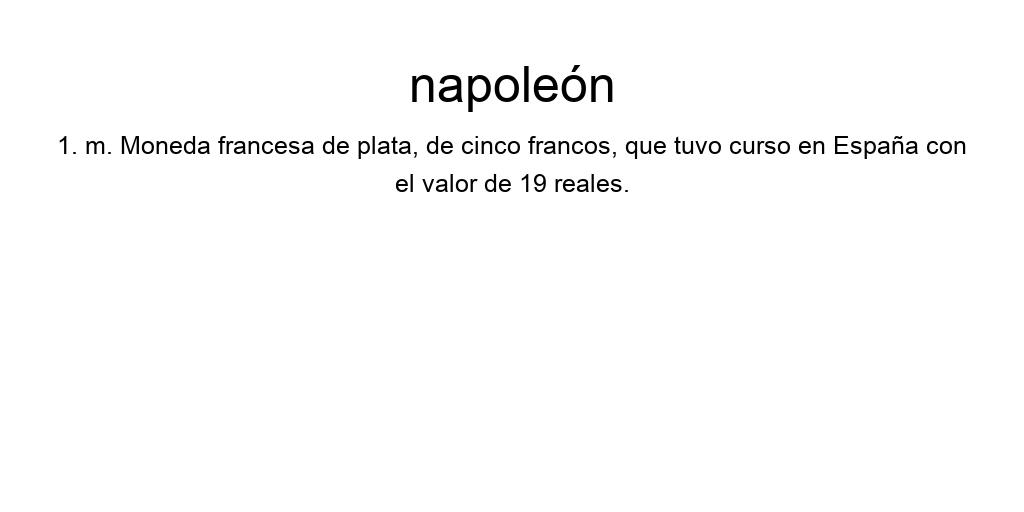 napoleón
1. m. Moneda francesa de plata, de cinco francos, que tuvo curso en España con
el valor de 19 reales.